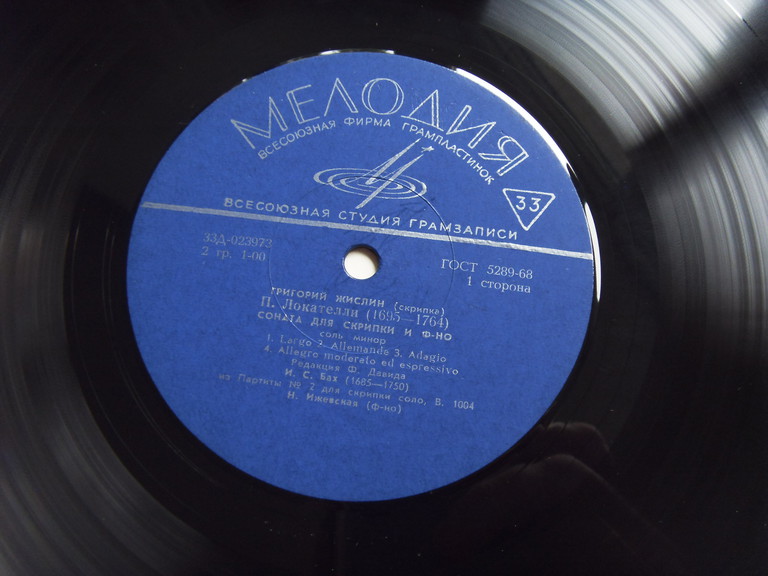 МЕЛОДИЯ
ВСЕСОЮЗНАЯ ФИРМА ГРАМПЛАСТИНОК
33
ВСЕСОЮЗНАЯ СТУДИЯ ГРАМЗАПИСИ
33Д-023973
2 гр. 1-00
ГОСТ 5289-68
1 сторона
ГРИГОРИЙ ЖИСЛИН (скрипка)
П. Локателли (1695—1764)
СОНАТА ДЛЯ СКРИПКИ И Ф-НО
соль минор
1. Largo 2. Allemande 3. Adagio
4. Allegro moderato ed espressivo
Редакция Ф. Давида
И. С. Бах (1685—1750)
из Партиты № 2 для скрипки соло, В. 1004
Н. Ижевская (ф-но)